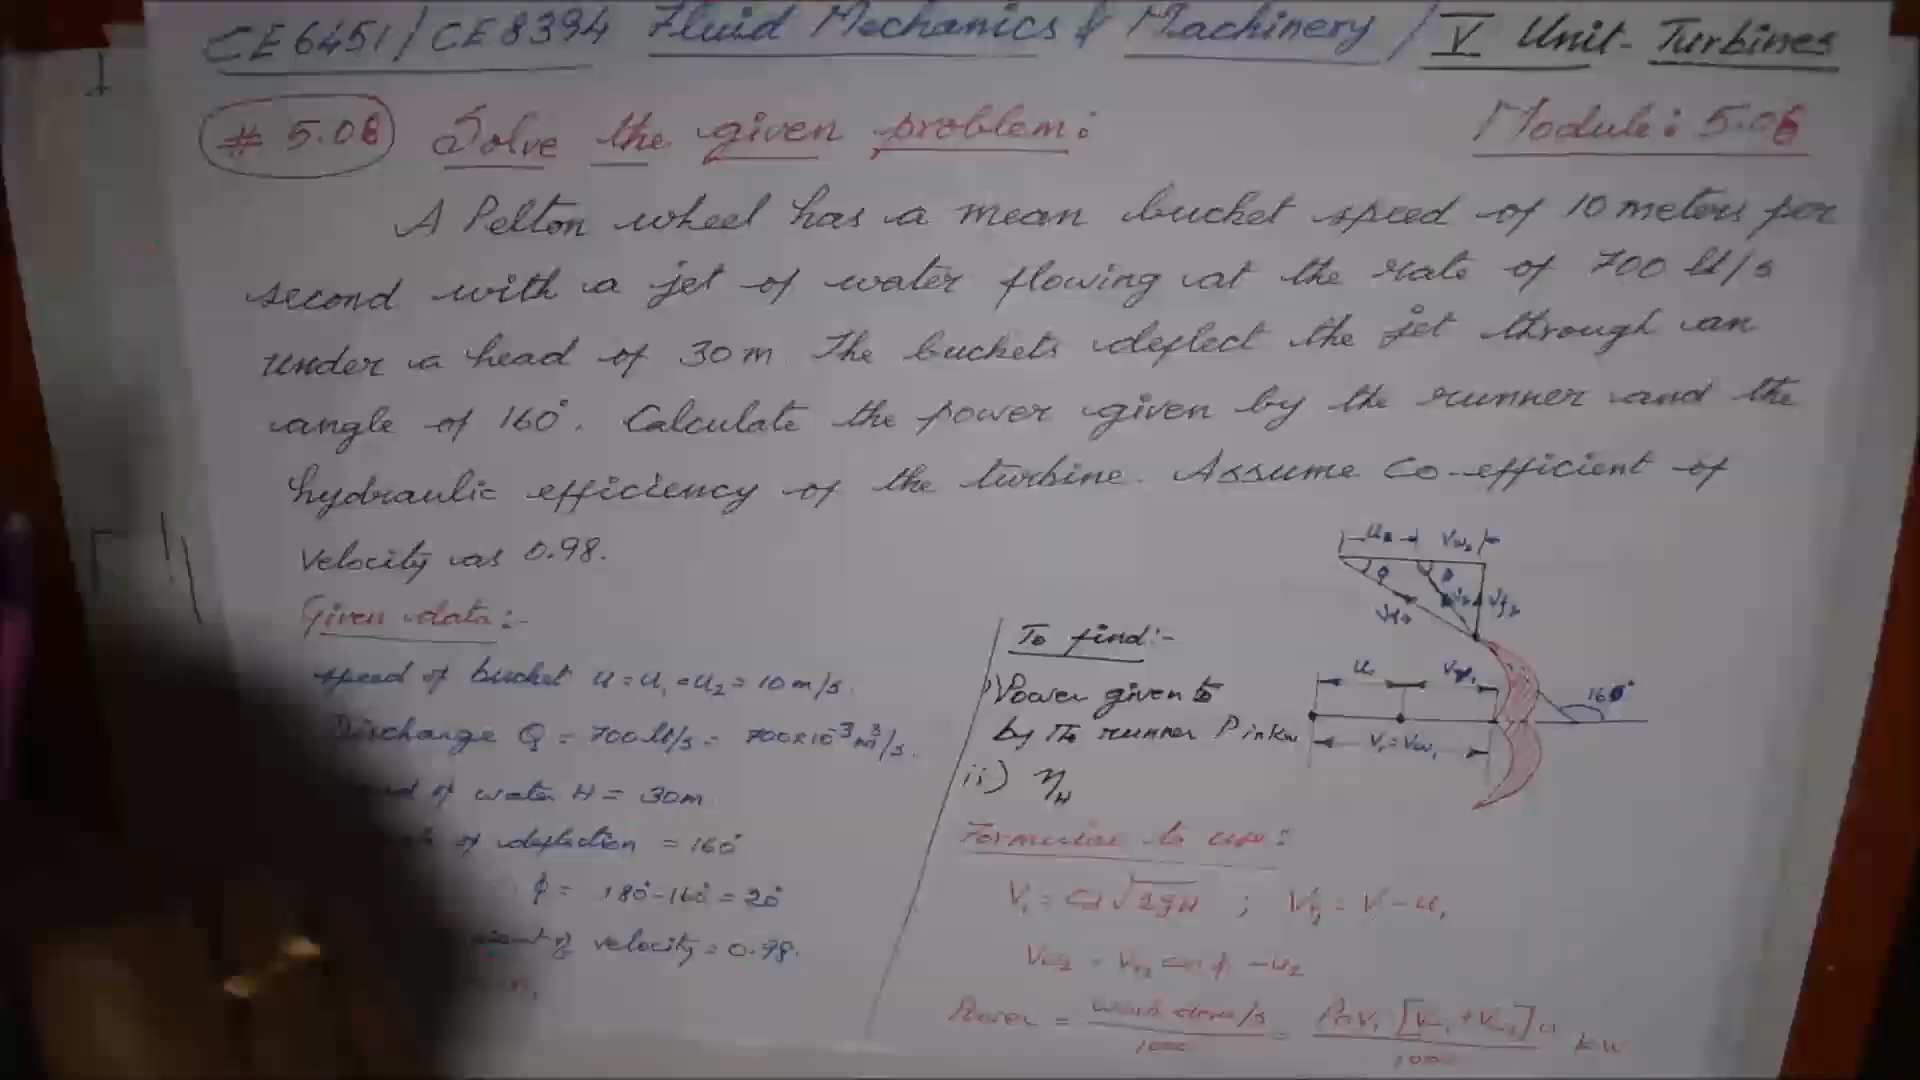 CE6451/CE8394 Fluid Mechanics & Machinery / V Unit- Turbines
# 5.06 Solve the given problem: Module: 5.06
A Pelton wheel has a mean bucket speed of 10 meters per
second with a jet of water flowing at the rate of 700 lt/s
under a head of 30m. The buckets deflect the jet through an
angle of 160°. Calculate the power given by the runner and the
hydraulic efficiency of the turbine. Assume Co-efficient of
Velocity as 0.98.
Given data:-
speed of bucket u = u₁ = u₂ = 10 m/s.
Discharge Q = 700 lt/s = 700x10⁻³ m³/s.
of water H = 30m
of deflection = 160°
ϕ = 180°-160° = 20°
of velocity = 0.98.
To find:-
i) Power given
by the runner P in kw
ii) η_H
Formulae to use:
V₁ = Cd √2gH ; Vr₁ = V - u₁
Vw₂ = Vr₂ cos ϕ - u₂
Power = Work done/s / 1000 = ρaV₁ [Vw₁ + Vw₂] u / 1000 kW
u₂ Vw₂
ϕ β
Vr₂ V₂ Vf₂
u₁ Vr₁
160°
V₁ = Vw₁